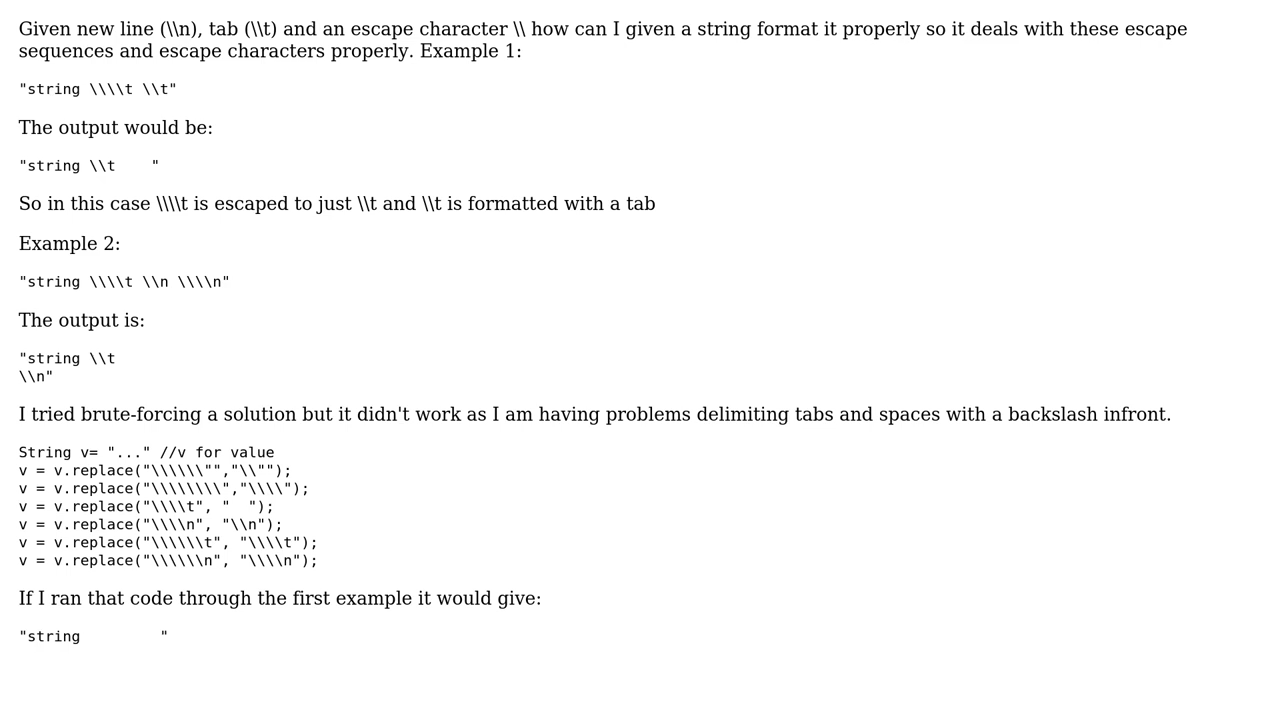 Given new line (\\n), tab (\\t) and an escape character \\ how can I given a string format it properly so it deals with these escape
sequences and escape characters properly. Example 1:
"string \\\\t \\t"
The output would be:
"string \\t    "
So in this case \\\\t is escaped to just \\t and \\t is formatted with a tab
Example 2:
"string \\\\t \\n \\\\n"
The output is:
"string \\t
\\n"
I tried brute-forcing a solution but it didn't work as I am having problems delimiting tabs and spaces with a backslash infront.
String v= "..." //v for value
v = v.replace("\\\\\\"","\\"");
v = v.replace("\\\\\\\\","\\\\");
v = v.replace("\\\\t", "  ");
v = v.replace("\\\\n", "\\n");
v = v.replace("\\\\\\t", "\\\\t");
v = v.replace("\\\\\\n", "\\\\n");
If I ran that code through the first example it would give:
"string         "